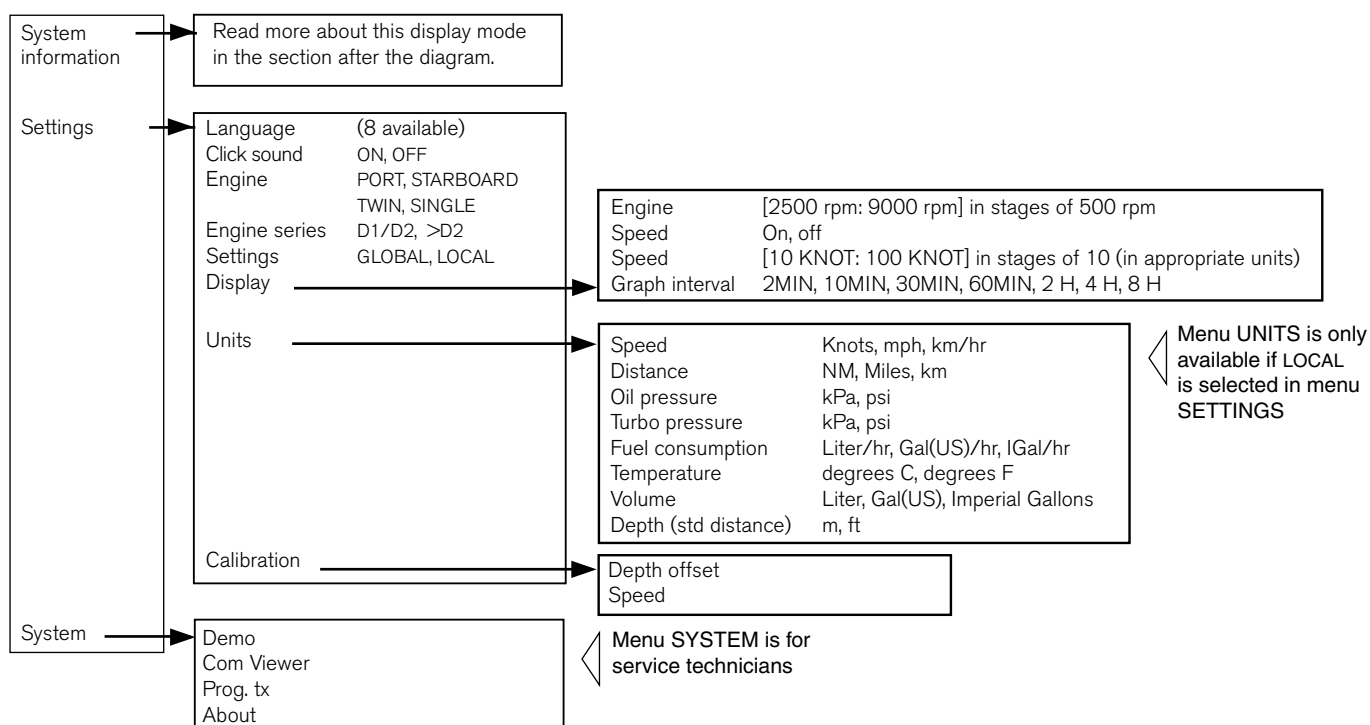 System
information
Read more about this display mode
in the section after the diagram.
Settings
Language (8 available)
Click sound ON, OFF
Engine PORT, STARBOARD
TWIN, SINGLE
Engine series D1/D2, >D2
Settings GLOBAL, LOCAL
Display
Engine [2500 rpm: 9000 rpm] in stages of 500 rpm
Speed On, off
Speed [10 KNOT: 100 KNOT] in stages of 10 (in appropriate units)
Graph interval 2MIN, 10MIN, 30MIN, 60MIN, 2 H, 4 H, 8 H
Units
Speed Knots, mph, km/hr
Distance NM, Miles, km
Oil pressure kPa, psi
Turbo pressure kPa, psi
Fuel consumption Liter/hr, Gal(US)/hr, IGal/hr
Temperature degrees C, degrees F
Volume Liter, Gal(US), Imperial Gallons
Depth (std distance) m, ft
Menu UNITS is only
available if LOCAL
is selected in menu
SETTINGS
Calibration
Depth offset
Speed
System
Demo
Com Viewer
Prog. tx
About
Menu SYSTEM is for
service technicians